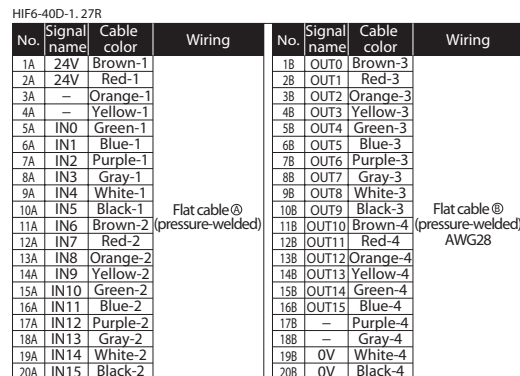 HIF6-40D-1.27R
No. Signal name Cable color Wiring No. Signal name Cable color Wiring
1A 24V Brown-1 1B OUT0 Brown-3
2A 24V Red-1 2B OUT1 Red-3
3A – Orange-1 3B OUT2 Orange-3
4A – Yellow-1 4B OUT3 Yellow-3
5A IN0 Green-1 5B OUT4 Green-3
6A IN1 Blue-1 6B OUT5 Blue-3
7A IN2 Purple-1 7B OUT6 Purple-3
8A IN3 Gray-1 8B OUT7 Gray-3
9A IN4 White-1 9B OUT8 White-3
10A IN5 Black-1 Flat cable Ⓐ 10B OUT9 Black-3 Flat cable Ⓑ
11A IN6 Brown-2 (pressure-welded) 11B OUT10 Brown-4 (pressure-welded)
12A IN7 Red-2 12B OUT11 Red-4 AWG28
13A IN8 Orange-2 13B OUT12 Orange-4
14A IN9 Yellow-2 14B OUT13 Yellow-4
15A IN10 Green-2 15B OUT14 Green-4
16A IN11 Blue-2 16B OUT15 Blue-4
17A IN12 Purple-2 17B – Purple-4
18A IN13 Gray-2 18B – Gray-4
19A IN14 White-2 19B 0V White-4
20A IN15 Black-2 20B 0V Black-4